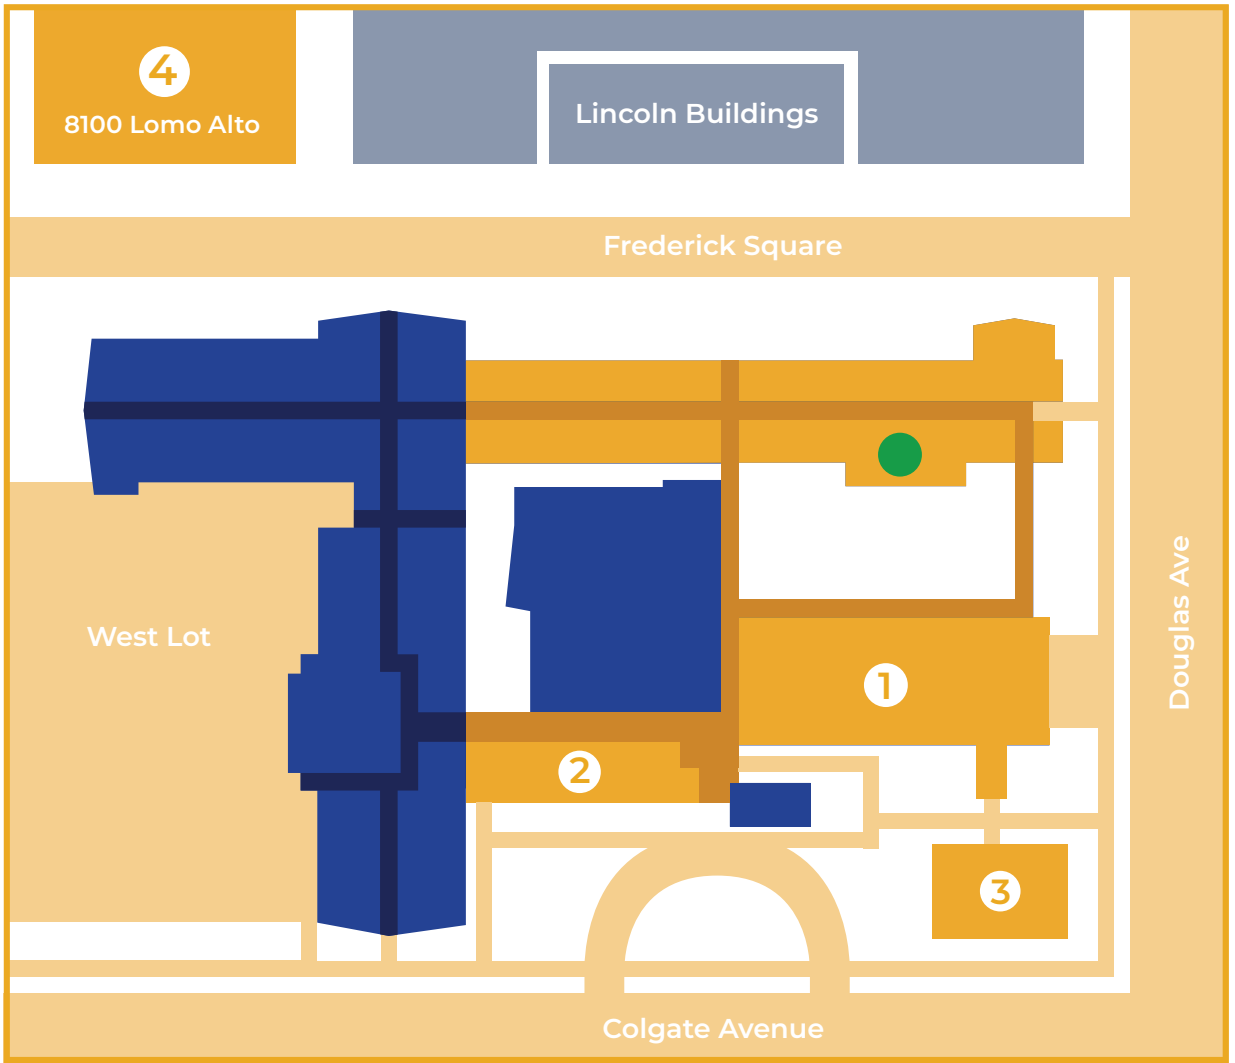 4
8100 Lomo Alto
Lincoln Buildings
Frederick Square
West Lot
Douglas Ave
1
2
3
Colgate Avenue